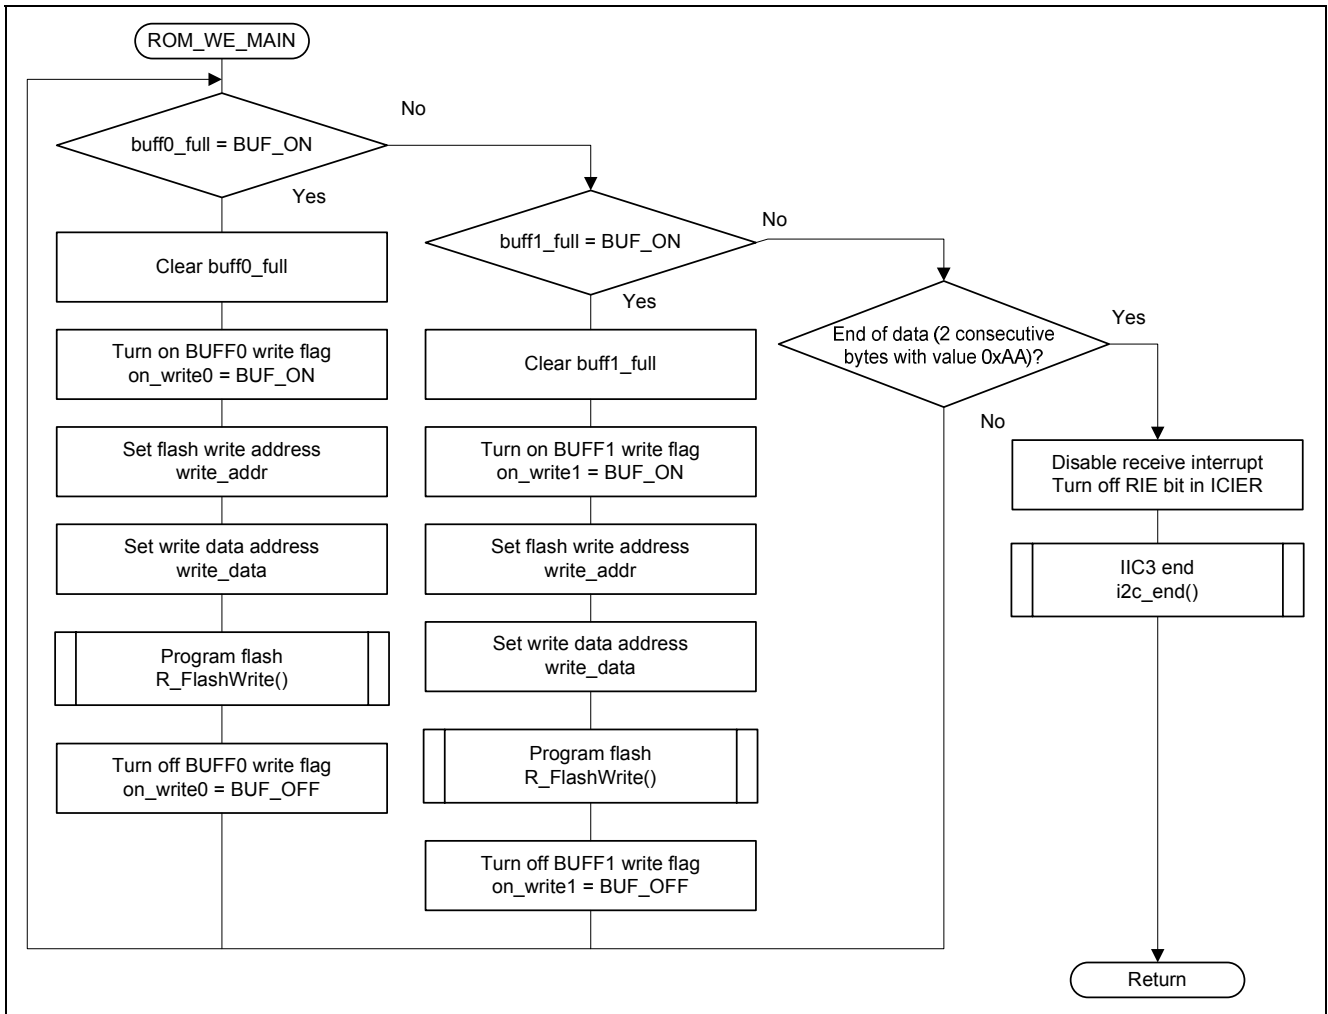 ROM_WE_MAIN
buff0_full = BUF_ON
No
Yes
Clear buff0_full
Turn on BUFF0 write flag
on_write0 = BUF_ON
Set flash write address
write_addr
Set write data address
write_data
Program flash
R_FlashWrite()
Turn off BUFF0 write flag
on_write0 = BUF_OFF
buff1_full = BUF_ON
No
Yes
Clear buff1_full
Turn on BUFF1 write flag
on_write1 = BUF_ON
Set flash write address
write_addr
Set write data address
write_data
Program flash
R_FlashWrite()
Turn off BUFF1 write flag
on_write1 = BUF_OFF
End of data (2 consecutive
bytes with value 0xAA)?
Yes
No
Disable receive interrupt
Turn off RIE bit in ICIER
IIC3 end
i2c_end()
Return